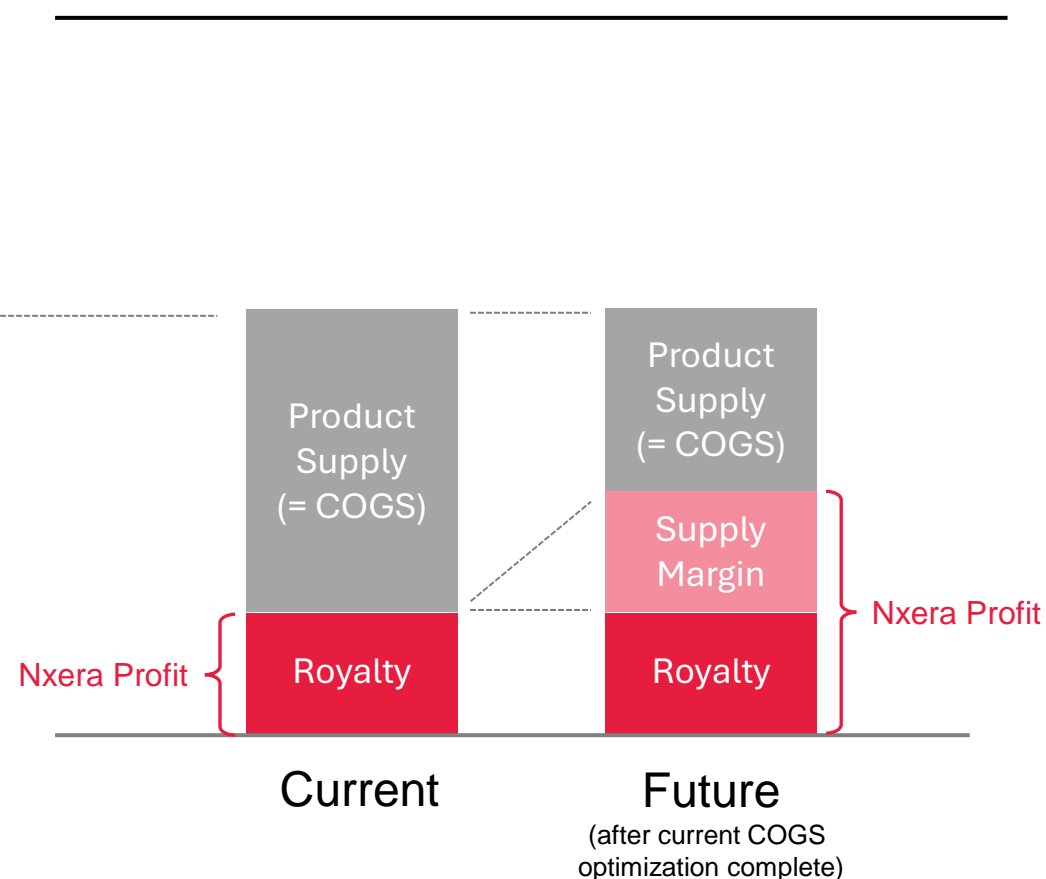 Product
Supply
(= COGS)
Royalty
Nxera Profit
Product
Supply
(= COGS)
Supply
Margin
Royalty
Nxera Profit
Current
Future
(after current COGS
optimization complete)